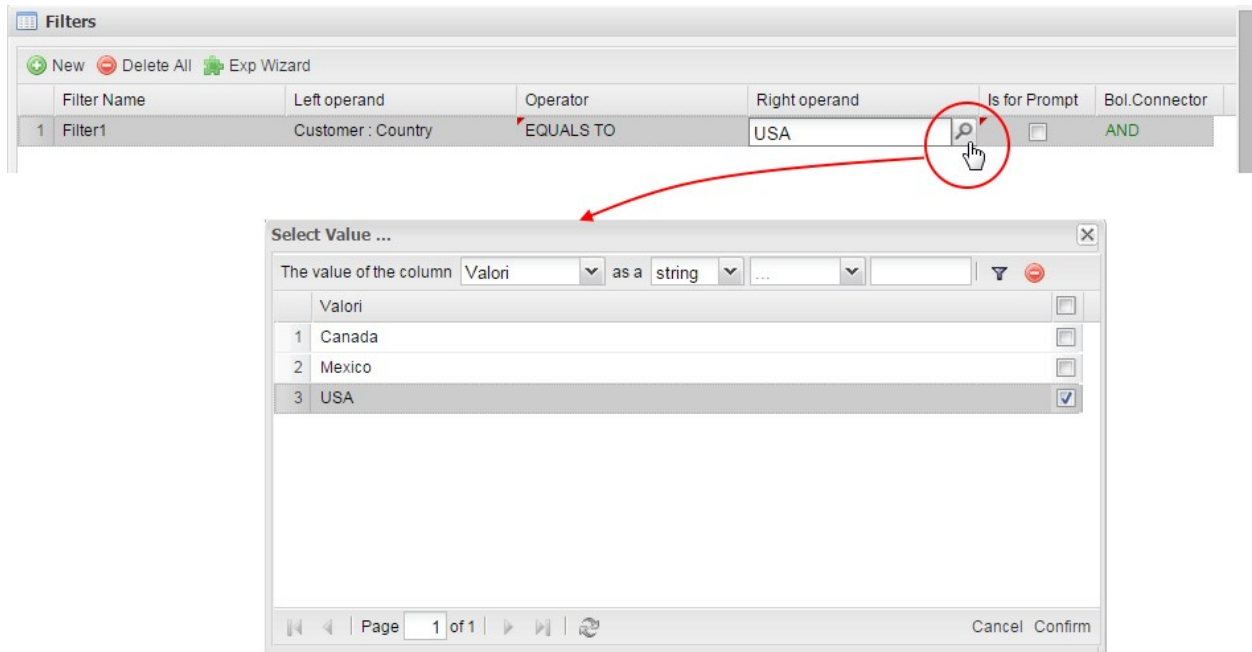 Filters
New Delete All Exp Wizard
Filter Name Left operand Operator Right operand Is for Prompt Bol.Connector
1 Filter1 Customer : Country EQUALS TO USA AND
Select Value ...
The value of the column Valori as a string ...
Valori
1 Canada
2 Mexico
3 USA
Page 1 of 1 Cancel Confirm